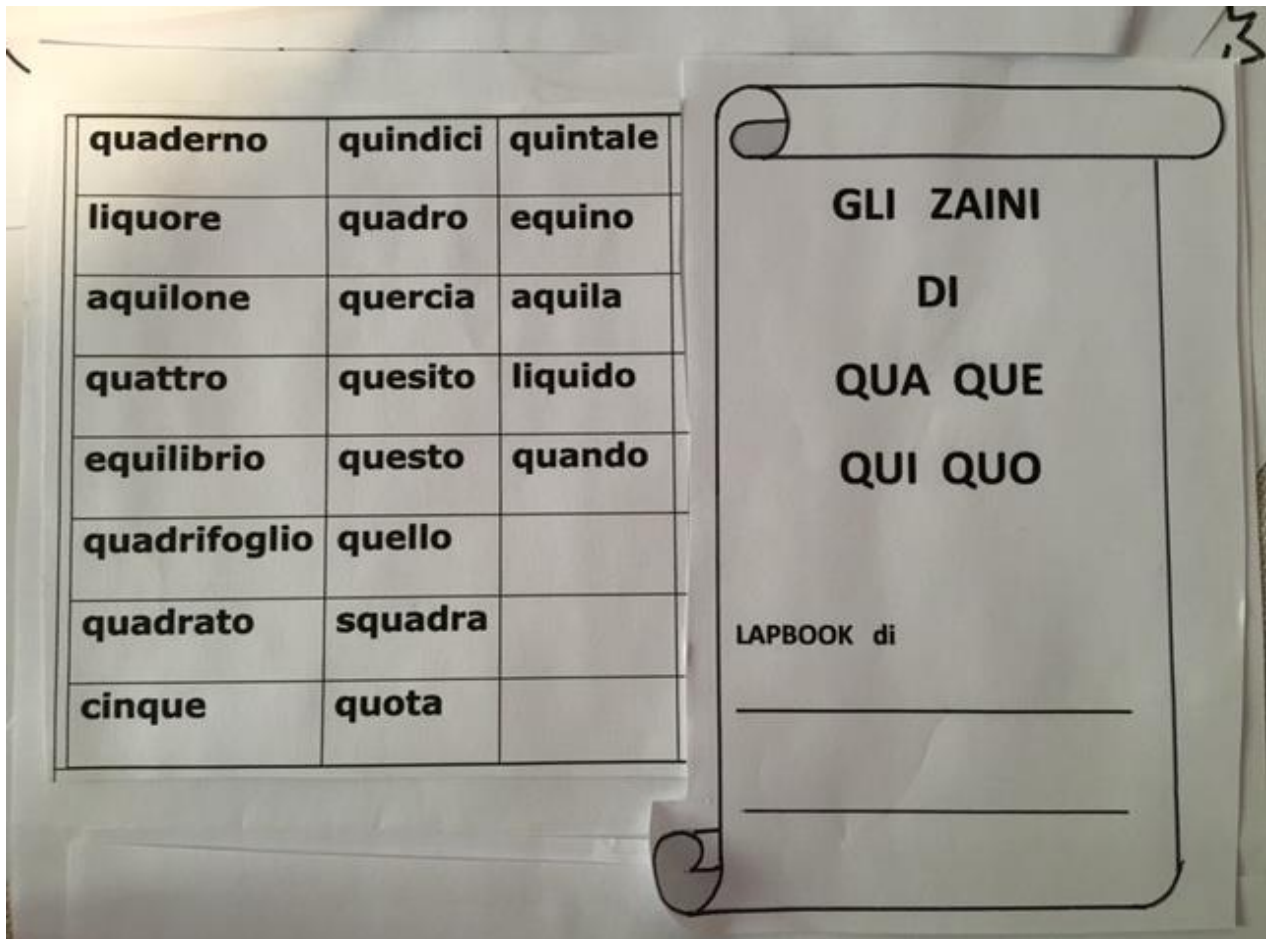 quaderno quindici quintale
liquore quadro equino
aquilone quercia aquila
quattro quesito liquido
equilibrio questo quando
quadrifoglio quello
quadrato squadra
cinque quota
GLI ZAINI
DI
QUA QUE
QUI QUO
LAPBOOK di